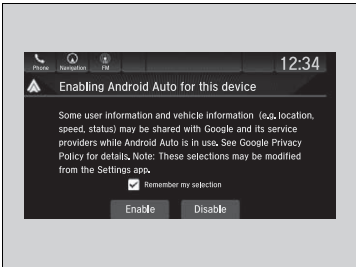 Phone Navigation FM 12:34
Enabling Android Auto for this device
Some user information and vehicle information (e.g. location,
speed, status) may be shared with Google and its service
providers while Android Auto is in use. See Google Privacy
Policy for details. Note: These selections may be modified
from the Settings app.
Remember my selection
Enable Disable